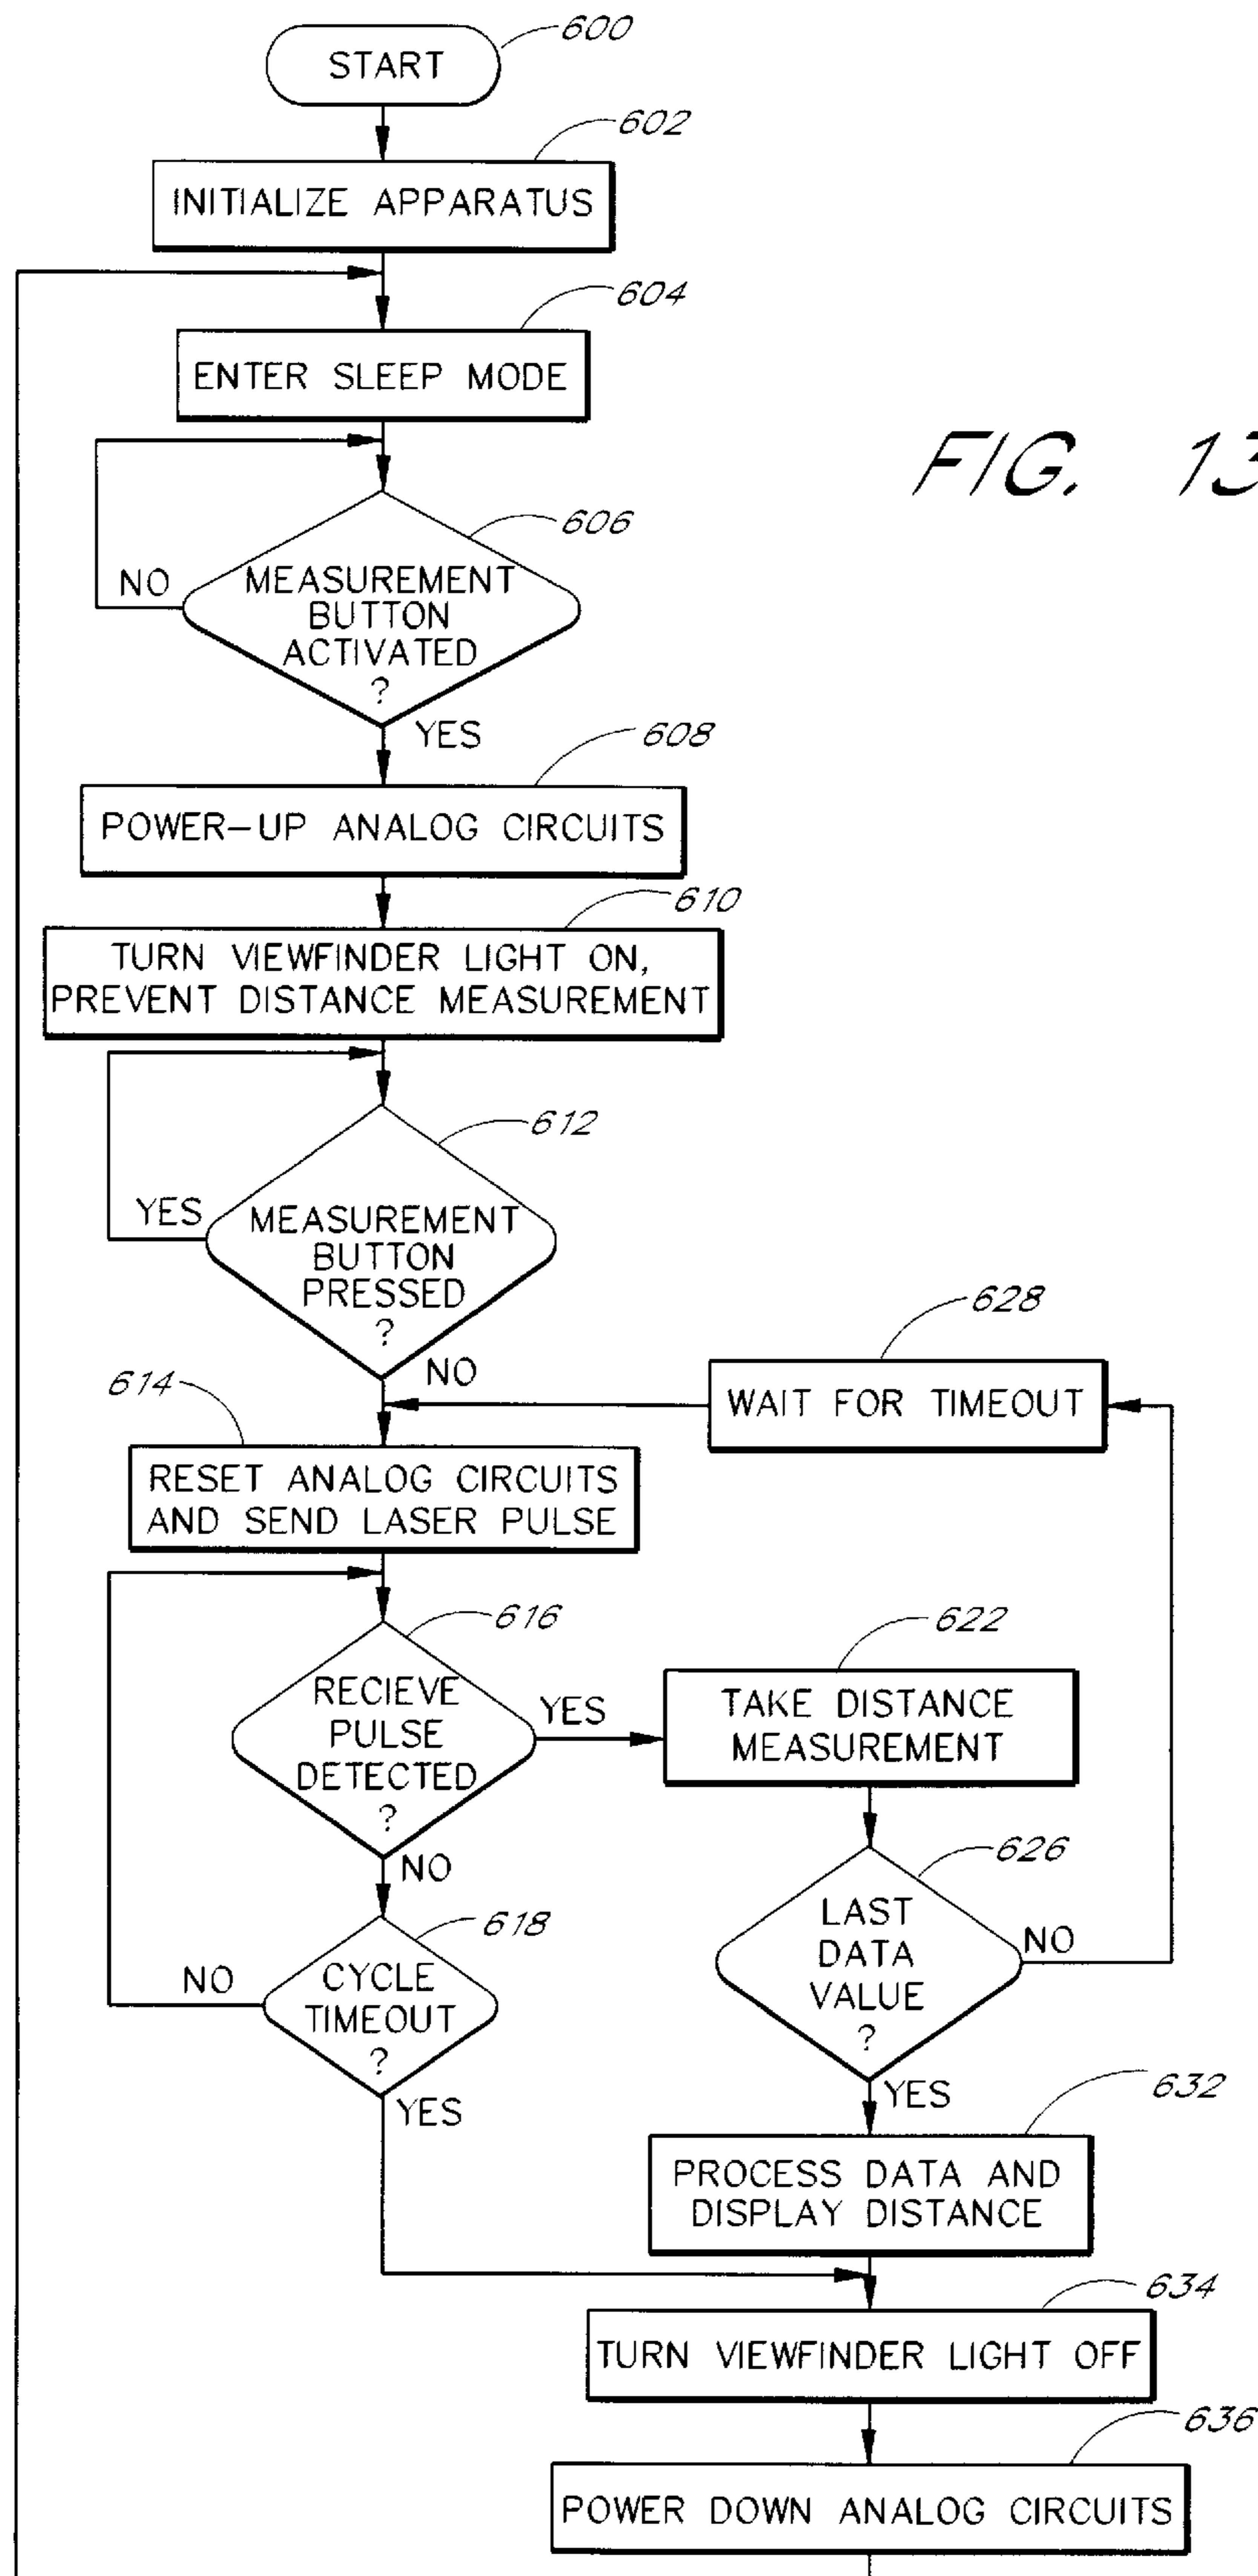 600
START
602
INITIALIZE APPARATUS
604
ENTER SLEEP MODE
FIG. 13
606
NO
MEASUREMENT
BUTTON
ACTIVATED
?
YES
608
POWER-UP ANALOG CIRCUITS
610
TURN VIEWFINDER LIGHT ON,
PREVENT DISTANCE MEASUREMENT
612
YES
MEASUREMENT
BUTTON
PRESSED
?
NO
628
WAIT FOR TIMEOUT
614
RESET ANALOG CIRCUITS
AND SEND LASER PULSE
616
RECIEVE
PULSE
DETECTED
?
YES
622
TAKE DISTANCE
MEASUREMENT
NO
618
NO
CYCLE
TIMEOUT
?
YES
626
LAST
DATA
VALUE
?
NO
YES
632
PROCESS DATA AND
DISPLAY DISTANCE
634
TURN VIEWFINDER LIGHT OFF
636
POWER DOWN ANALOG CIRCUITS